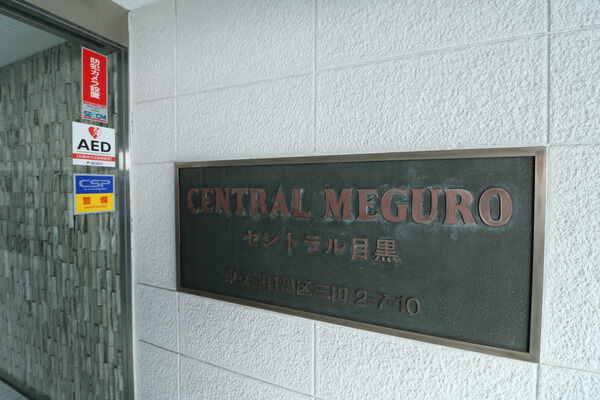 防犯カメラ設置
SECOM
AED
CSP
警備
CENTRAL MEGURO
セントラル目黒
東京都目黒区三田 2-7-10